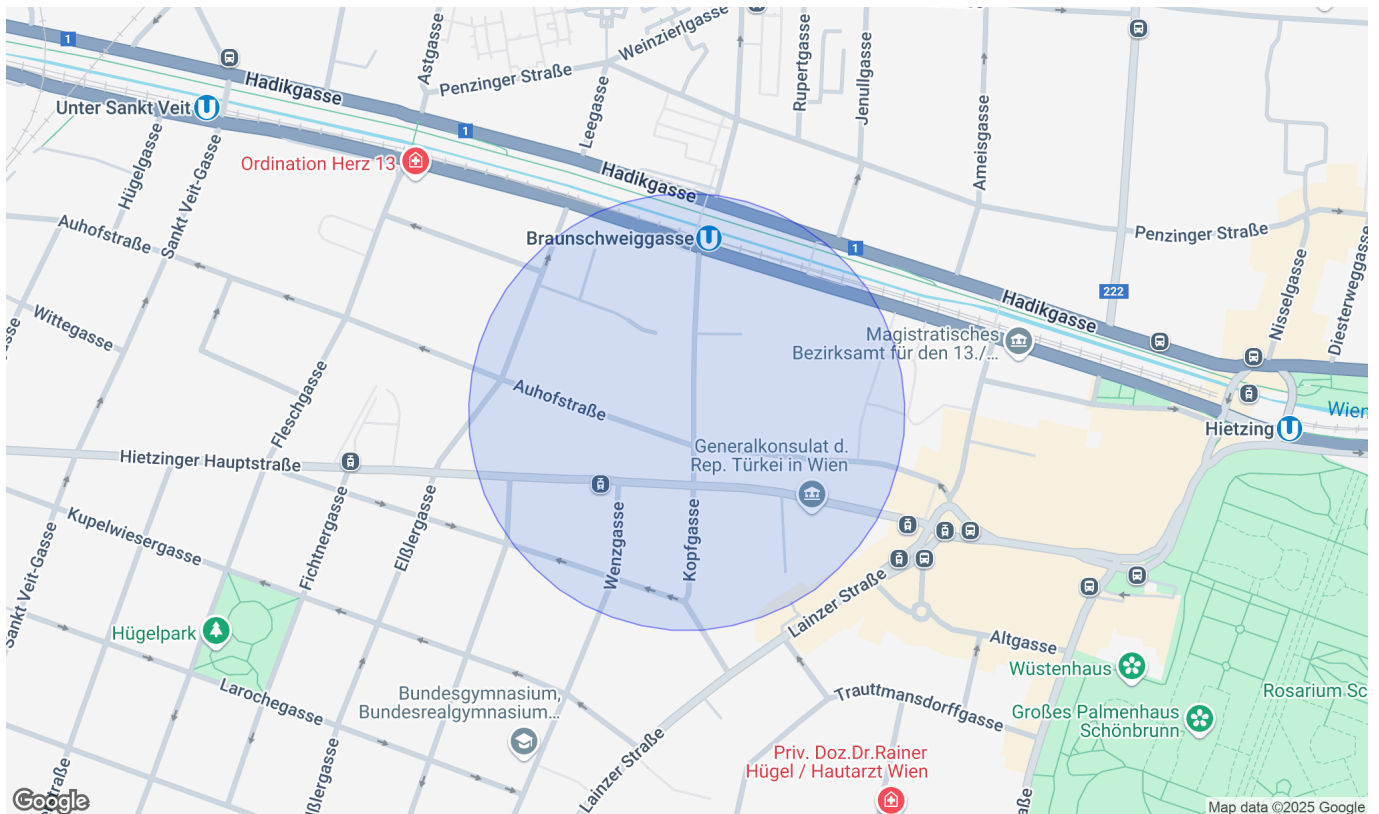 1
Hadikgasse
Astgasse
Penzinger Straße
Weinzierlgasse
Leegasse
Rupertgasse
Jenullgasse
Ameisgasse
Unter Sankt Veit
Hügelgasse
Sankt Veit-Gasse
1
Ordination Herz 13
Hadikgasse
Auhofstraße
Braunschweiggasse
1
Penzinger Straße
Nisselgasse
Diesterweggasse
222
Hadikgasse
Wittegasse
Magistratisches
Bezirksamt für den 13./…
Fleschgasse
Auhofstraße
Wien
Hietzing
Hietzinger Hauptstraße
Generalkonsulat d.
Rep. Türkei in Wien
Kupelwiesergasse
Fichtnergasse
Elßlergasse
Wenzgasse
Kopfgasse
Sankt Veit-Gasse
Lainzer Straße
Hügelpark
Altgasse
Wüstenhaus
Larochegasse
Bundesgymnasium,
Bundesrealgymnasium...
Trauttmansdorffgasse
Rosarium Sc
Großes Palmenhaus
Schönbrunn
Lainzer Straße
Priv. Doz.Dr.Rainer
Hügel / Hautarzt Wien
Google
Map data ©2025 Google